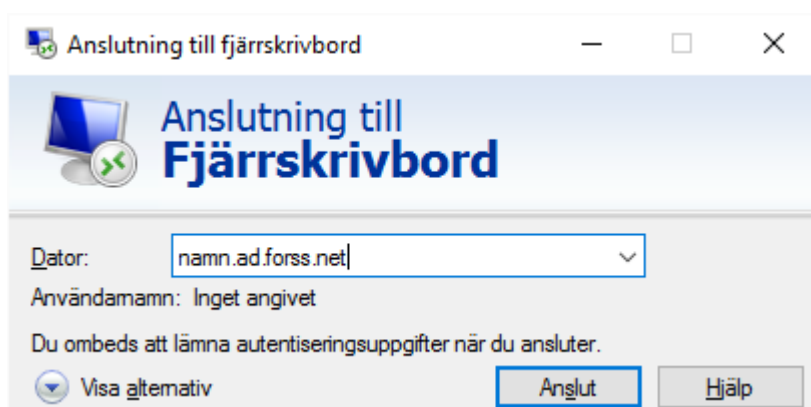 Anslutning till fjärrskrivbord
Anslutning till
Fjärrskrivbord
Dator: namn.ad.forss.net
Användarnamn: Inget angivet
Du ombeds att lämna autentiseringsuppgifter när du ansluter.
Visa alternativ Anslut Hjälp